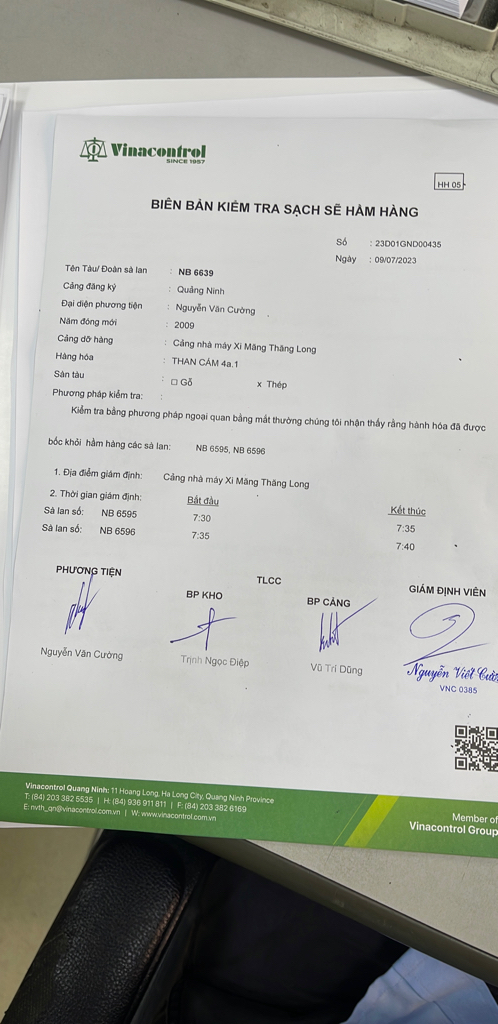 Vinacontrol
SINCE 1957
HH 05
BIÊN BẢN KIỂM TRA SẠCH SẼ HẦM HÀNG
Số : 23D01GND00435
Ngày : 09/07/2023
Tên Tàu/ Đoàn sà lan : NB 6639
Cảng đăng ký : Quảng Ninh
Đại diện phương tiện : Nguyễn Văn Cường
Năm đóng mới : 2009
Cảng dỡ hàng : Cảng nhà máy Xi Măng Thăng Long
Hàng hóa : THAN CÁM 4a.1
Sàn tàu : □ Gỗ x Thép
Phương pháp kiểm tra: :
Kiểm tra bằng phương pháp ngoại quan bằng mắt thường chúng tôi nhận thấy rằng hành hóa đã được
bốc khỏi hầm hàng các sà lan: NB 6595, NB 6596
1. Địa điểm giám định: Cảng nhà máy Xi Măng Thăng Long
2. Thời gian giám định: Bắt đầu Kết thúc
Sà lan số: NB 6595 7:30 7:35
Sà lan số: NB 6596 7:35 7:40
PHƯƠNG TIỆN TLCC GIÁM ĐỊNH VIÊN
BP KHO BP CẢNG
Nguyễn Văn Cường Trịnh Ngọc Điệp Vũ Trí Dũng Nguyễn Viết
VNC 0385
Vinacontrol Quang Ninh: 11 Hoang Long, Ha Long City, Quang Ninh Province
T: (84) 203 382 5535 | H: (84) 936 911 811 | F: (84) 203 382 6169
E: nvth_qn@vinacontrol.com.vn | W: www.vinacontrol.com.vn
Member of
Vinacontrol Group